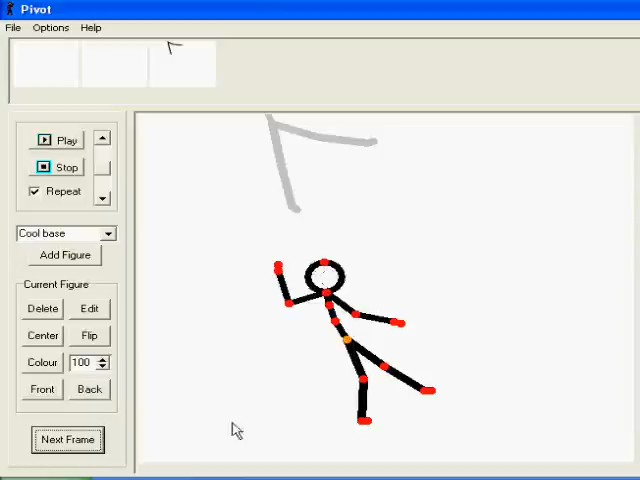 Pivot
File Options Help
Play
Stop
Repeat
Cool base
Add Figure
Current Figure
Delete Edit
Center Flip
Colour 100
Front Back
Next Frame